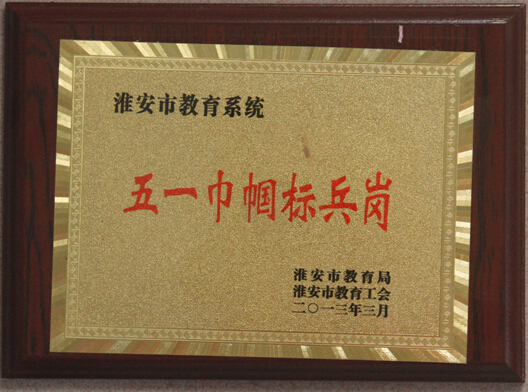 淮安市教育系统
五一巾帼标兵岗
淮安市教育局
淮安市教育工会
二〇一三年三月